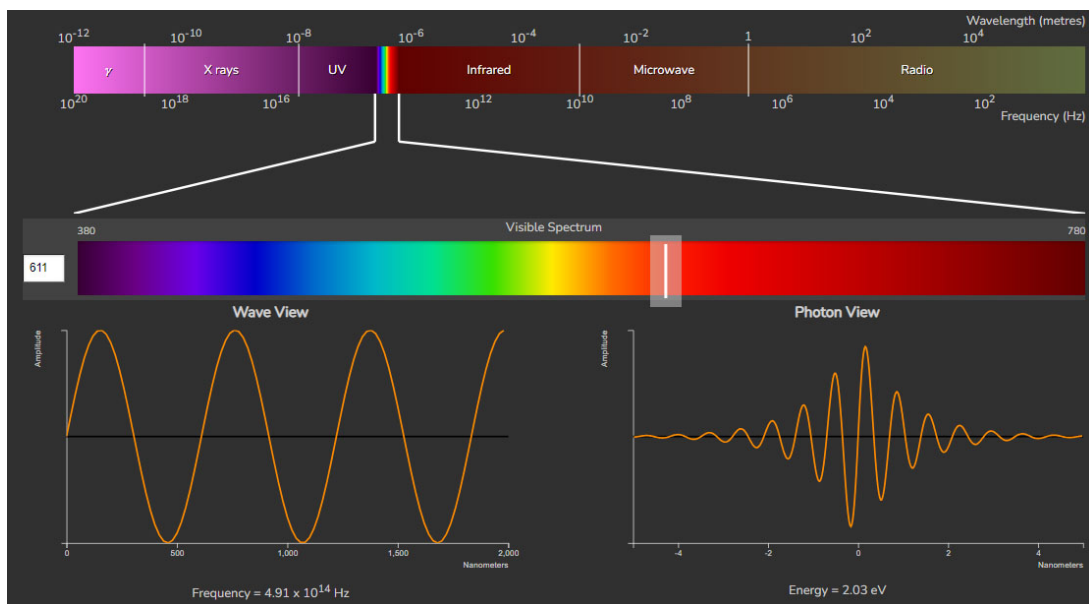 Wavelength (metres)
10⁻¹² 10⁻¹⁰ 10⁻⁸ 10⁻⁶ 10⁻⁴ 10⁻² 1 10² 10⁴
γ X rays UV Infrared Microwave Radio
10²⁰ 10¹⁸ 10¹⁶ 10¹² 10¹⁰ 10⁸ 10⁶ 10⁴ 10²
Frequency (Hz)
380 Visible Spectrum 780
611
Wave View
Amplitude
0 500 1,000 1,500 2,000
Nanometers
Frequency = 4.91 x 10¹⁴ Hz
Photon View
Amplitude
-4 -2 0 2 4
Nanometers
Energy = 2.03 eV